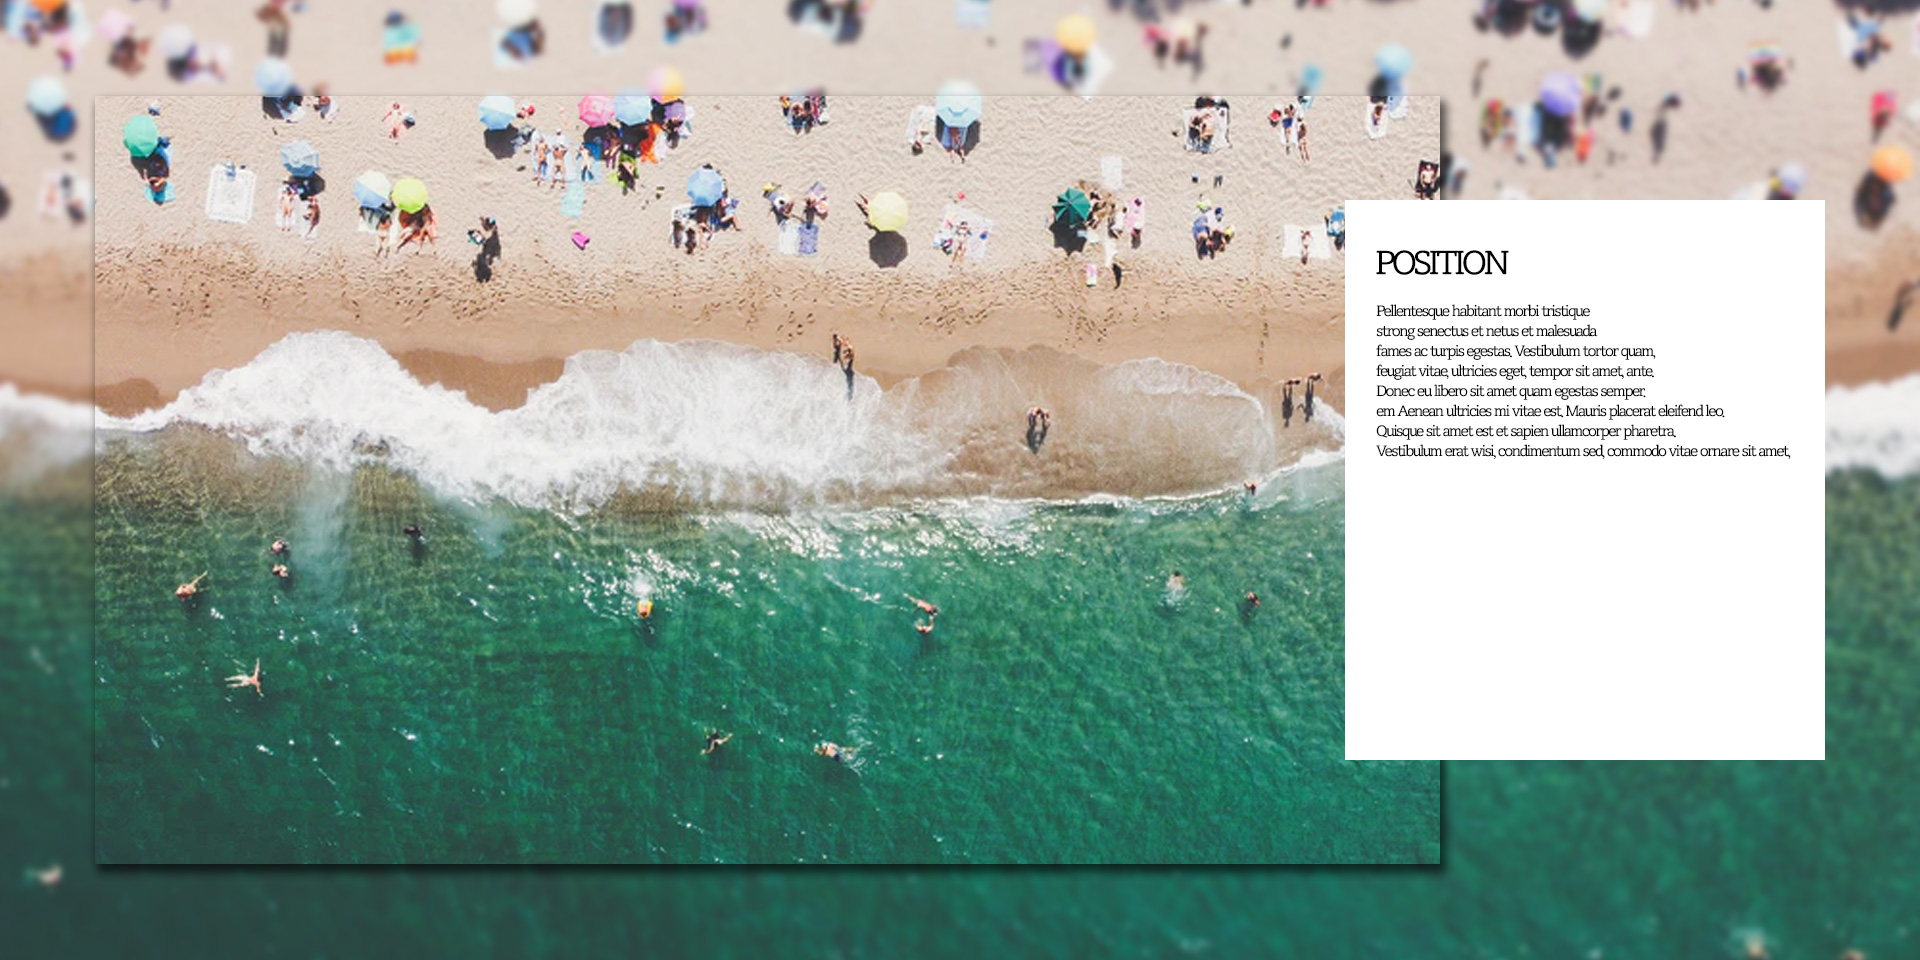 POSITION
Pellentesque habitant morbi tristique
strong senectus et netus et malesuada
fames ac turpis egestas. Vestibulum tortor quam,
feugiat vitae, ultricies eget, tempor sit amet, ante.
Donec eu libero sit amet quam egestas semper.
em Aenean ultricies mi vitae est. Mauris placerat eleifend leo.
Quisque sit amet est et sapien ullamcorper pharetra.
Vestibulum erat wisi, condimentum sed, commodo vitae ornare sit amet,